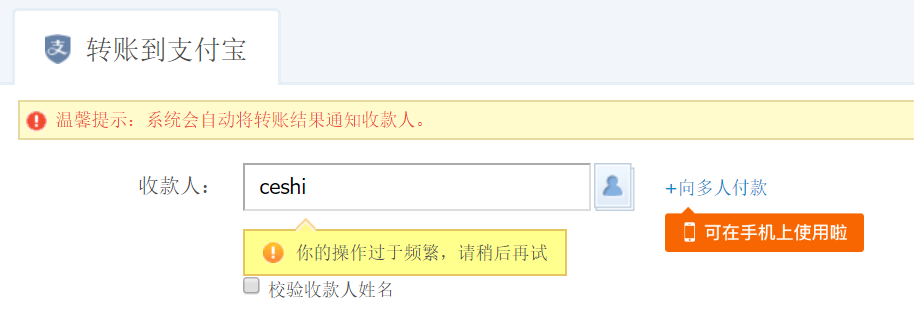 支 转账到支付宝
温馨提示：系统会自动将转账结果通知收款人。
收款人： ceshi +向多人付款
可在手机上使用啦
你的操作过于频繁，请稍后再试
校验收款人姓名